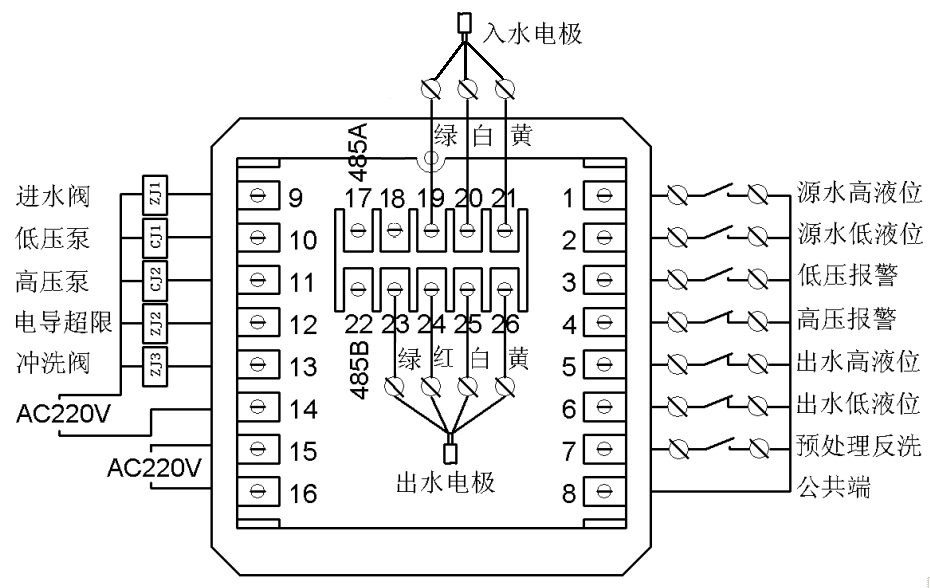 入水电极
绿 白 黄
485A
17 18 19 20 21
进水阀 ZJ1 9
低压泵 CJ1 10
高压泵 CJ2 11
电导超限 ZJ2 12
冲洗阀 ZJ3 13
AC220V 14
AC220V 15
16
22 23 24 25 26
485B
绿 红 白 黄
出水电极
1 源水高液位
2 源水低液位
3 低压报警
4 高压报警
5 出水高液位
6 出水低液位
7 预处理反洗
8 公共端